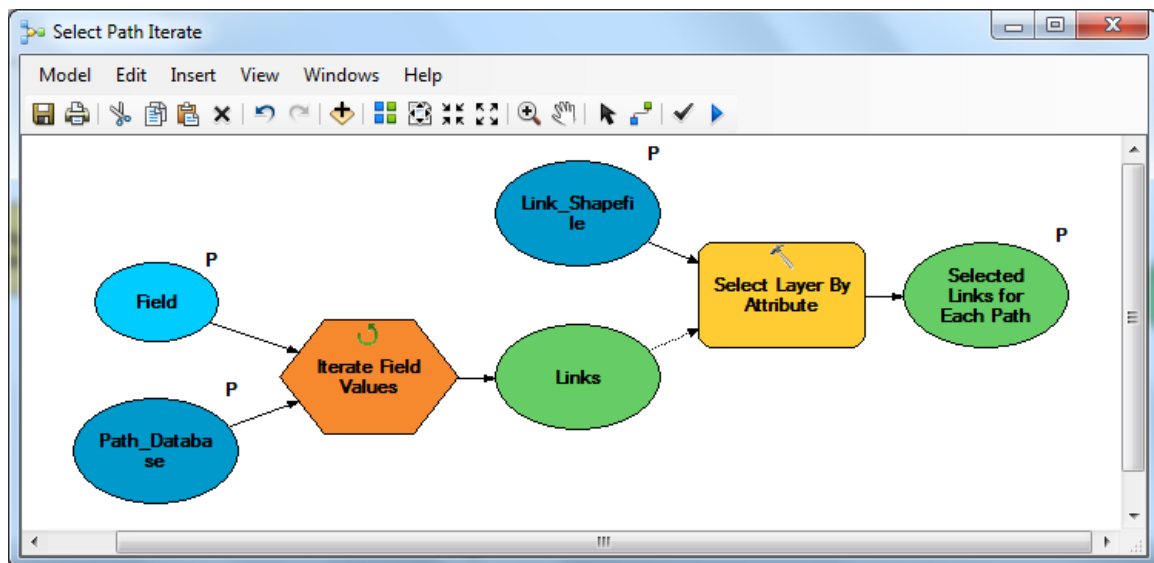 Select Path Iterate
Model Edit Insert View Windows Help
P
Link_Shapefi
le
P
Field
P
Path_Databa
se
Iterate Field
Values
Links
Select Layer By
Attribute
P
Selected
Links for
Each Path